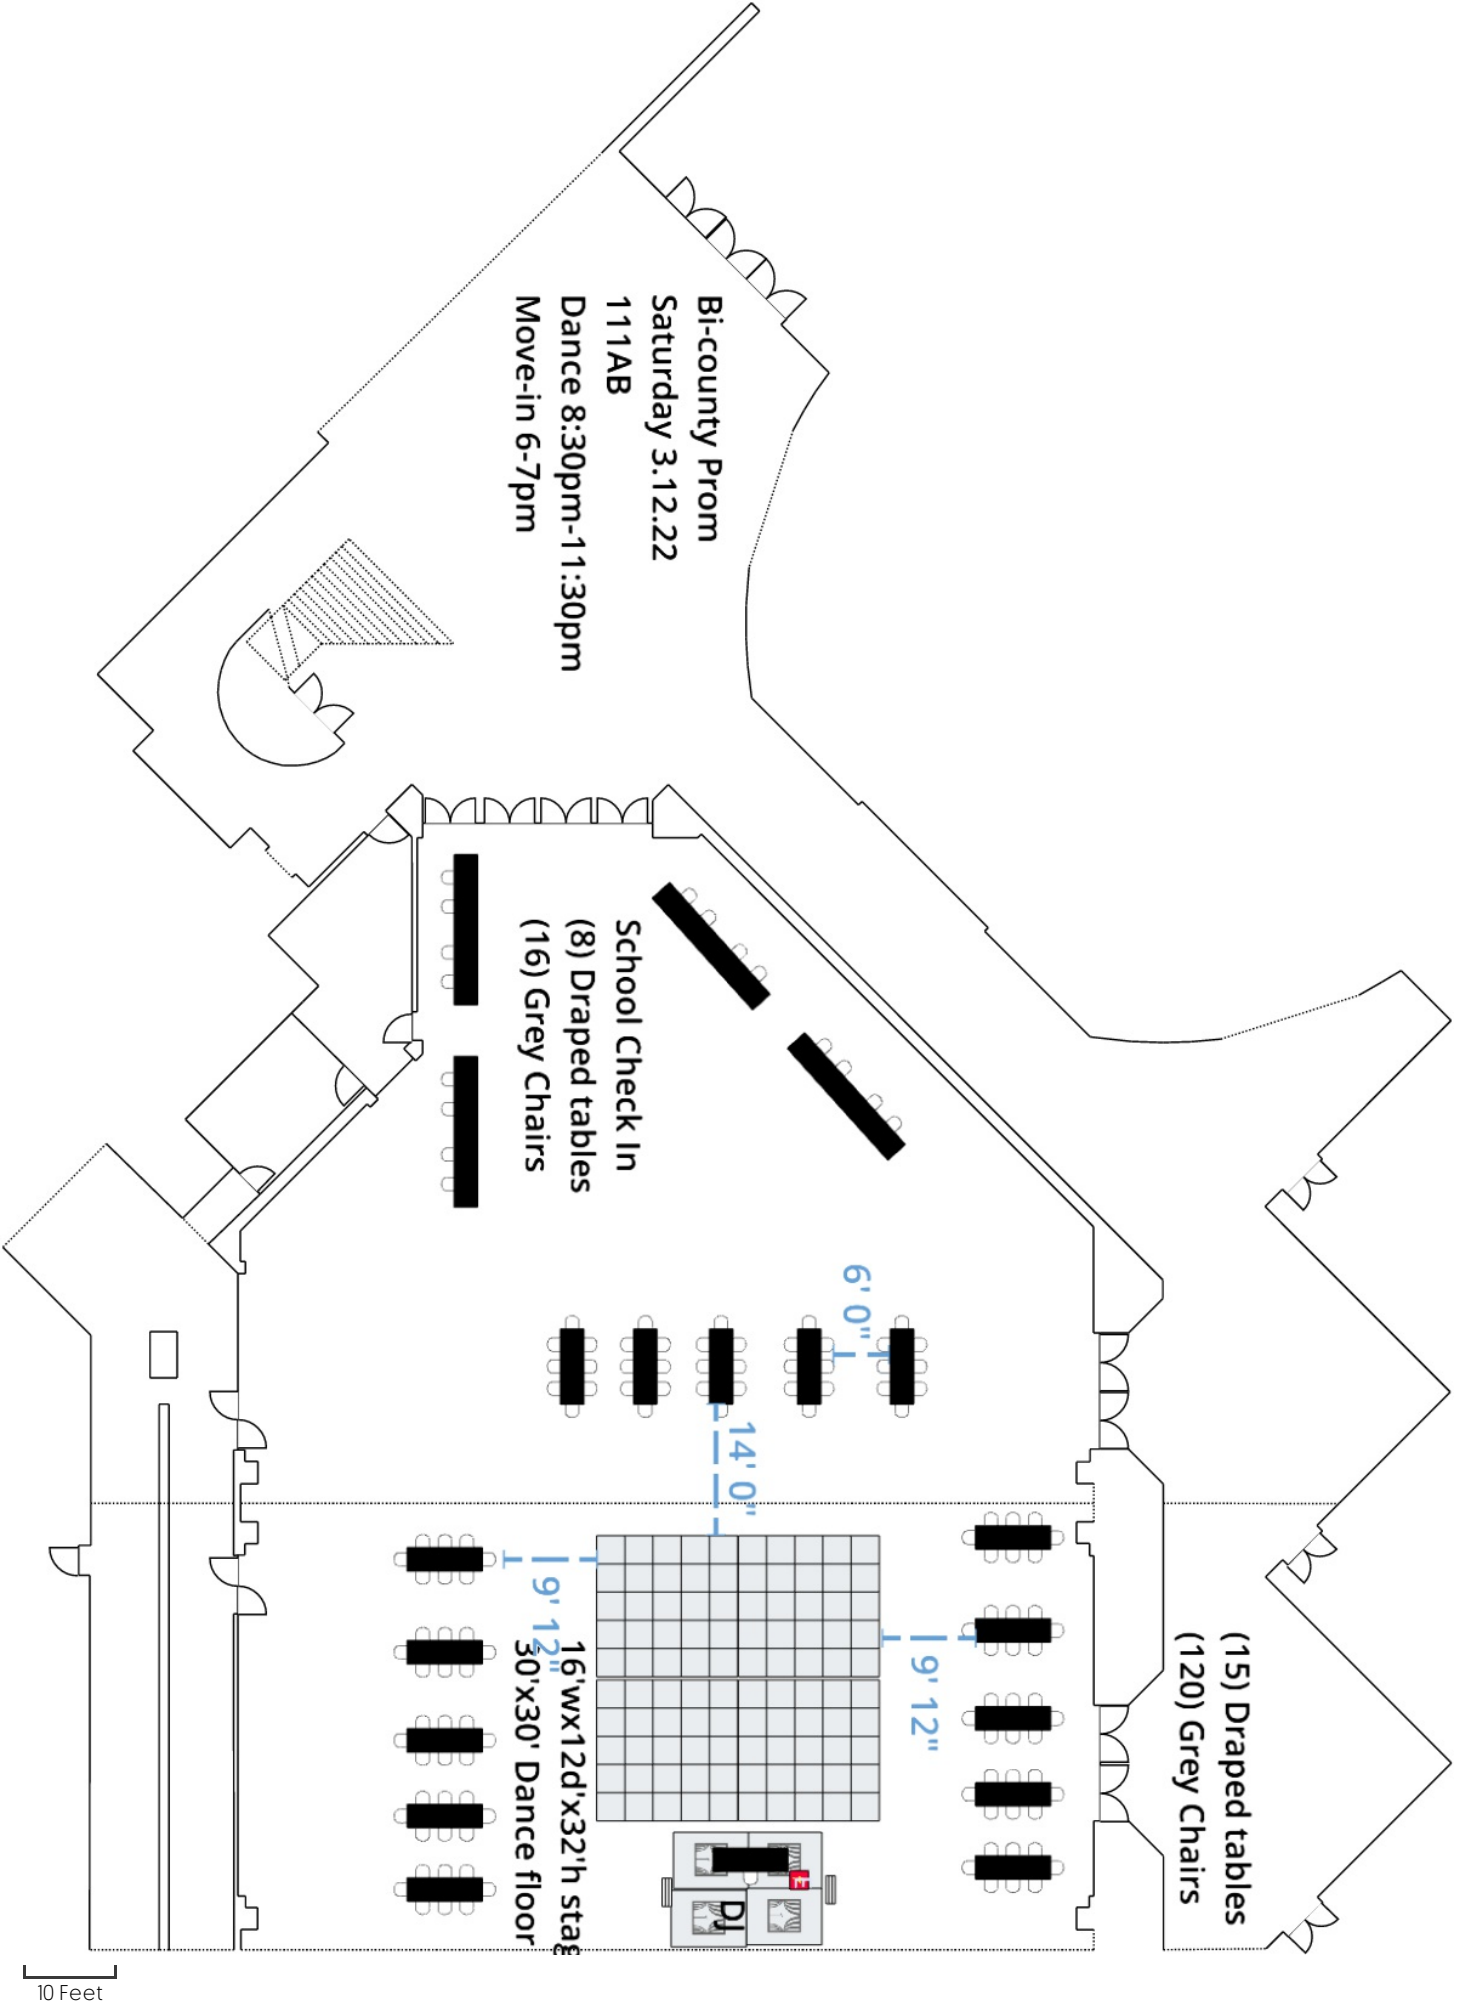 Bi-county Prom
Saturday 3.12.22
111AB
Dance 8:30pm-11:30pm
Move-in 6-7pm
School Check In
(8) Draped tables
(16) Grey Chairs
6' 0"
14' 0"
9' 12"
9' 12"
16'wx12d'x32'h stag
30'x30' Dance floor
(15) Draped tables
(120) Grey Chairs
E
DJ
10 Feet